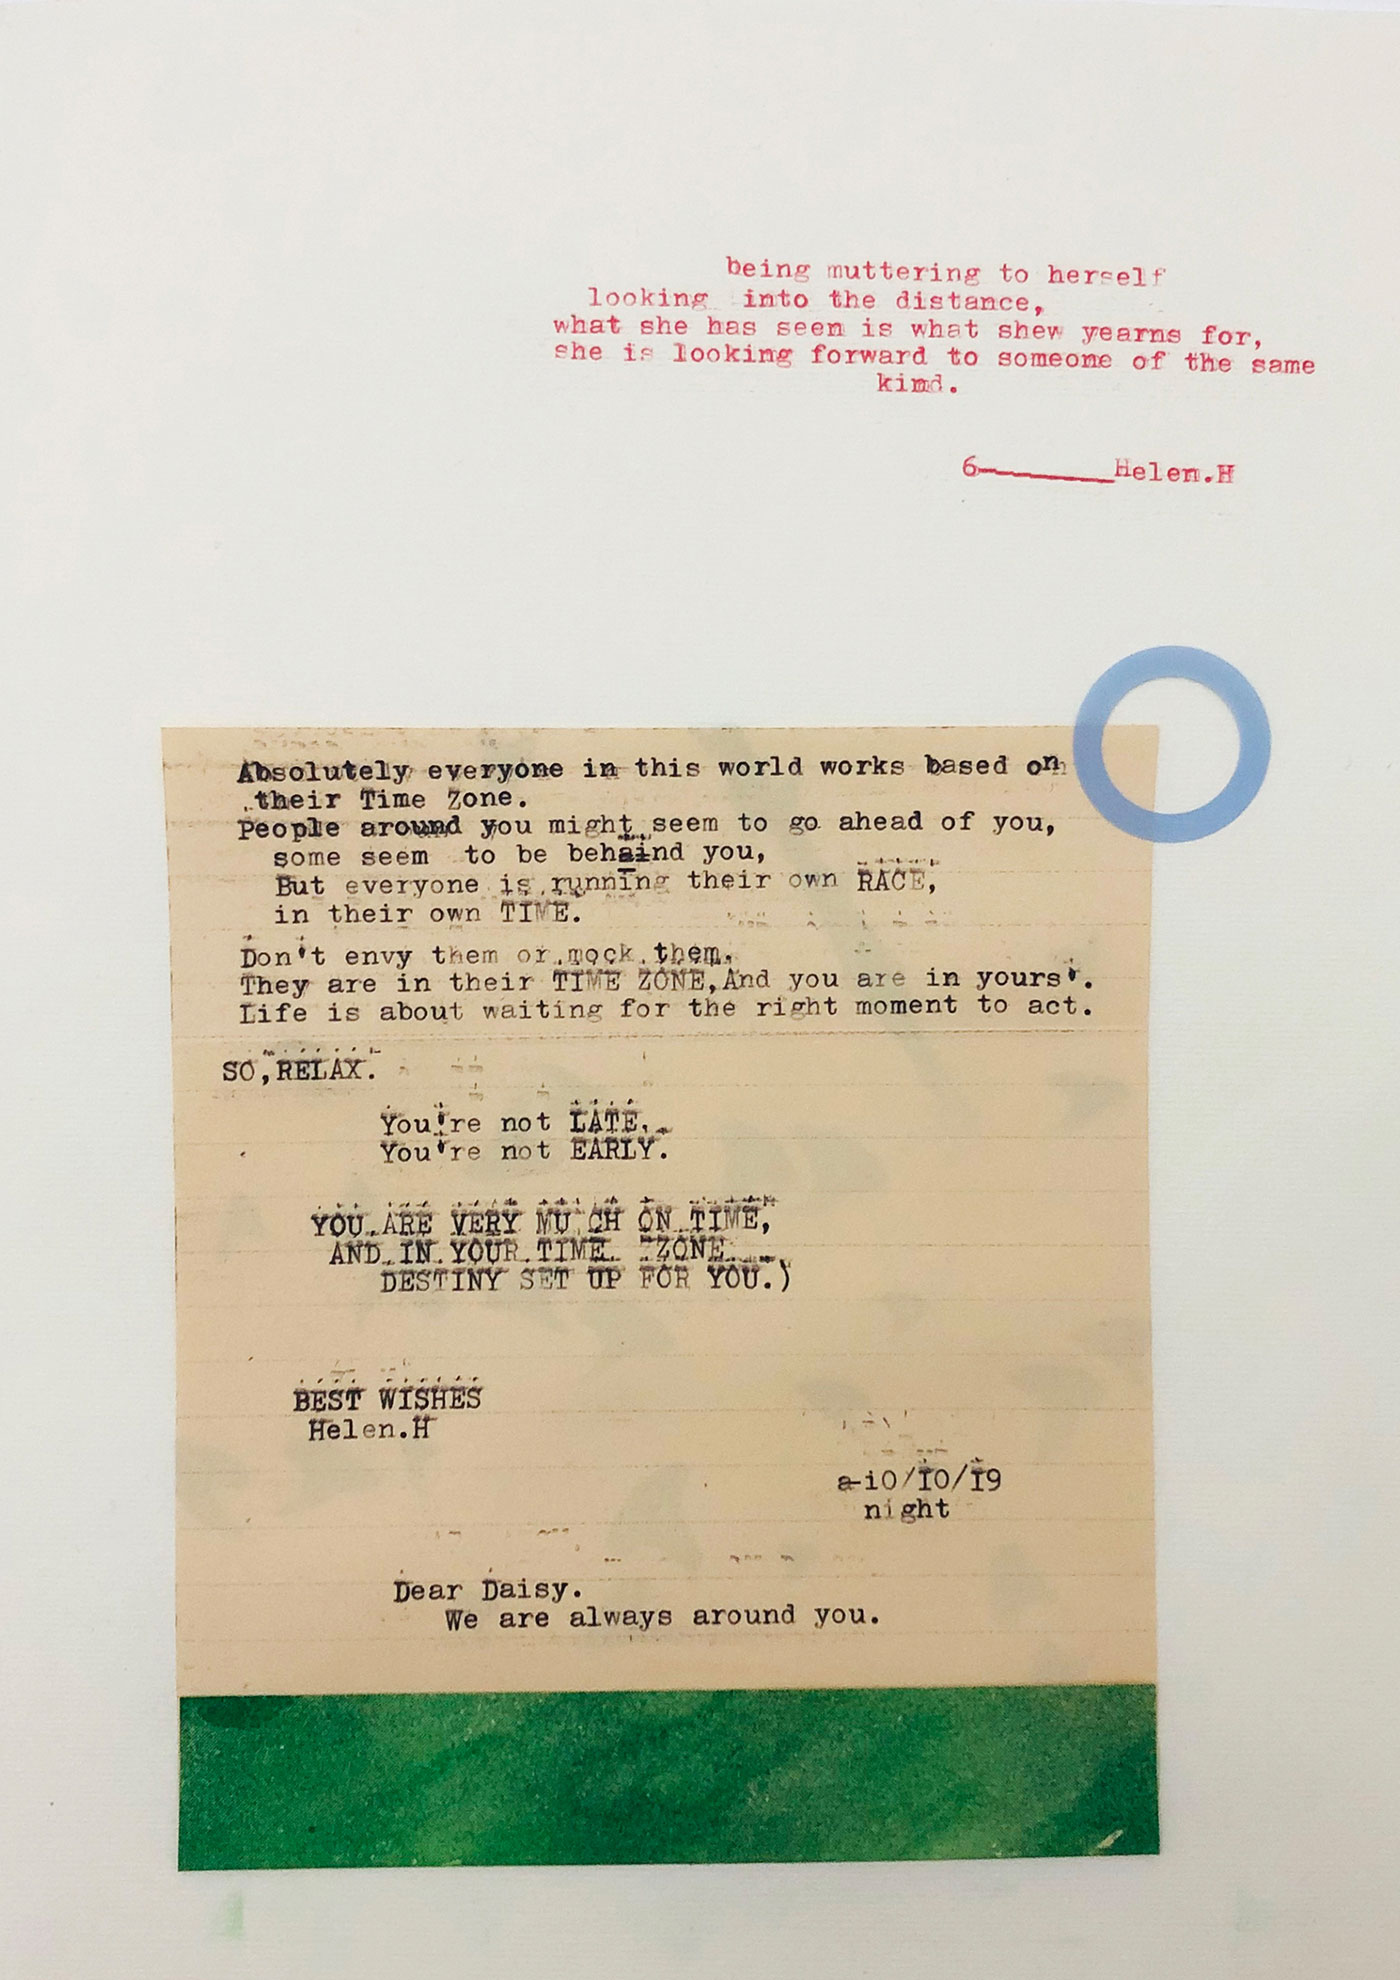 being muttering to herself
looking into the distance,
what she has seen is what shew yearns for,
she is looking forward to someone of the same
kind.
6———Helen.H
Absolutely everyone in this world works based on
their Time Zone.
People around you might seem to go ahead of you,
some seem to be behaind you,
But everyone is running their own RACE,
in their own TIME.
Don't envy them or mock them.
They are in their TIME ZONE,And you are in yours'.
Life is about waiting for the right moment to act.
SO,RELAX.
You're not LATE.
You're not EARLY.
YOU ARE VERY MU CH ON TIME,
AND IN YOUR TIME ZONE
DESTINY SET UP FOR YOU.)
BEST WISHES
Helen.H
a-i0/I0/I9
night
Dear Daisy.
We are always around you.